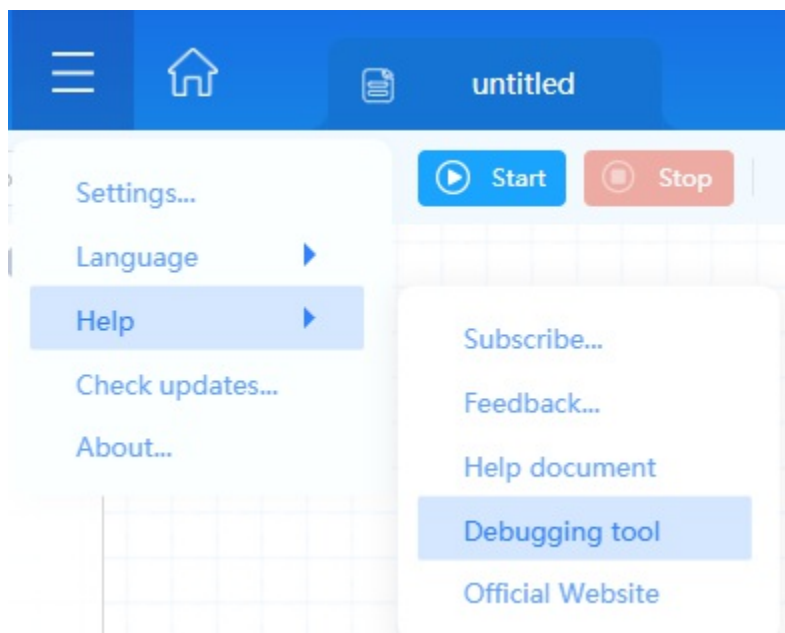 untitled
Start
Stop
Settings...
Language
Help
Check updates...
About...
Subscribe...
Feedback...
Help document
Debugging tool
Official Website